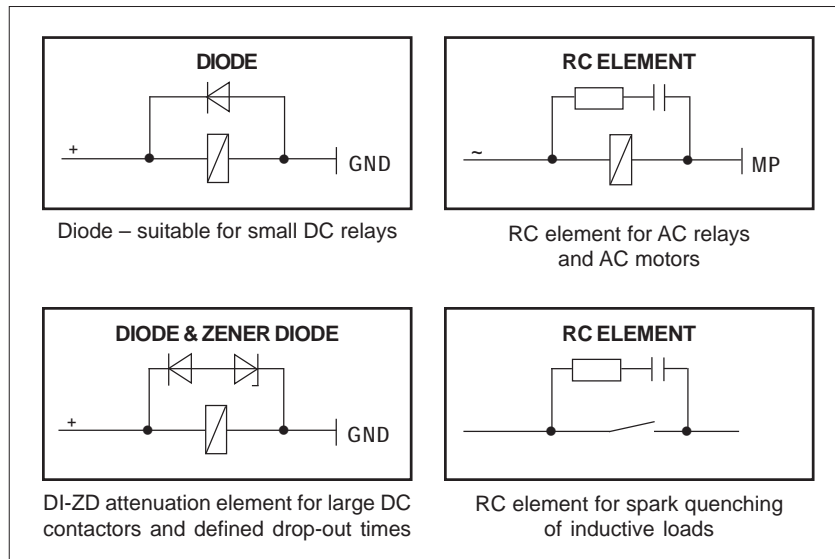 DIODE
+
GND
Diode – suitable for small DC relays
RC ELEMENT
~
MP
RC element for AC relays
and AC motors
DIODE & ZENER DIODE
+
GND
DI-ZD attenuation element for large DC
contactors and defined drop-out times
RC ELEMENT
RC element for spark quenching
of inductive loads